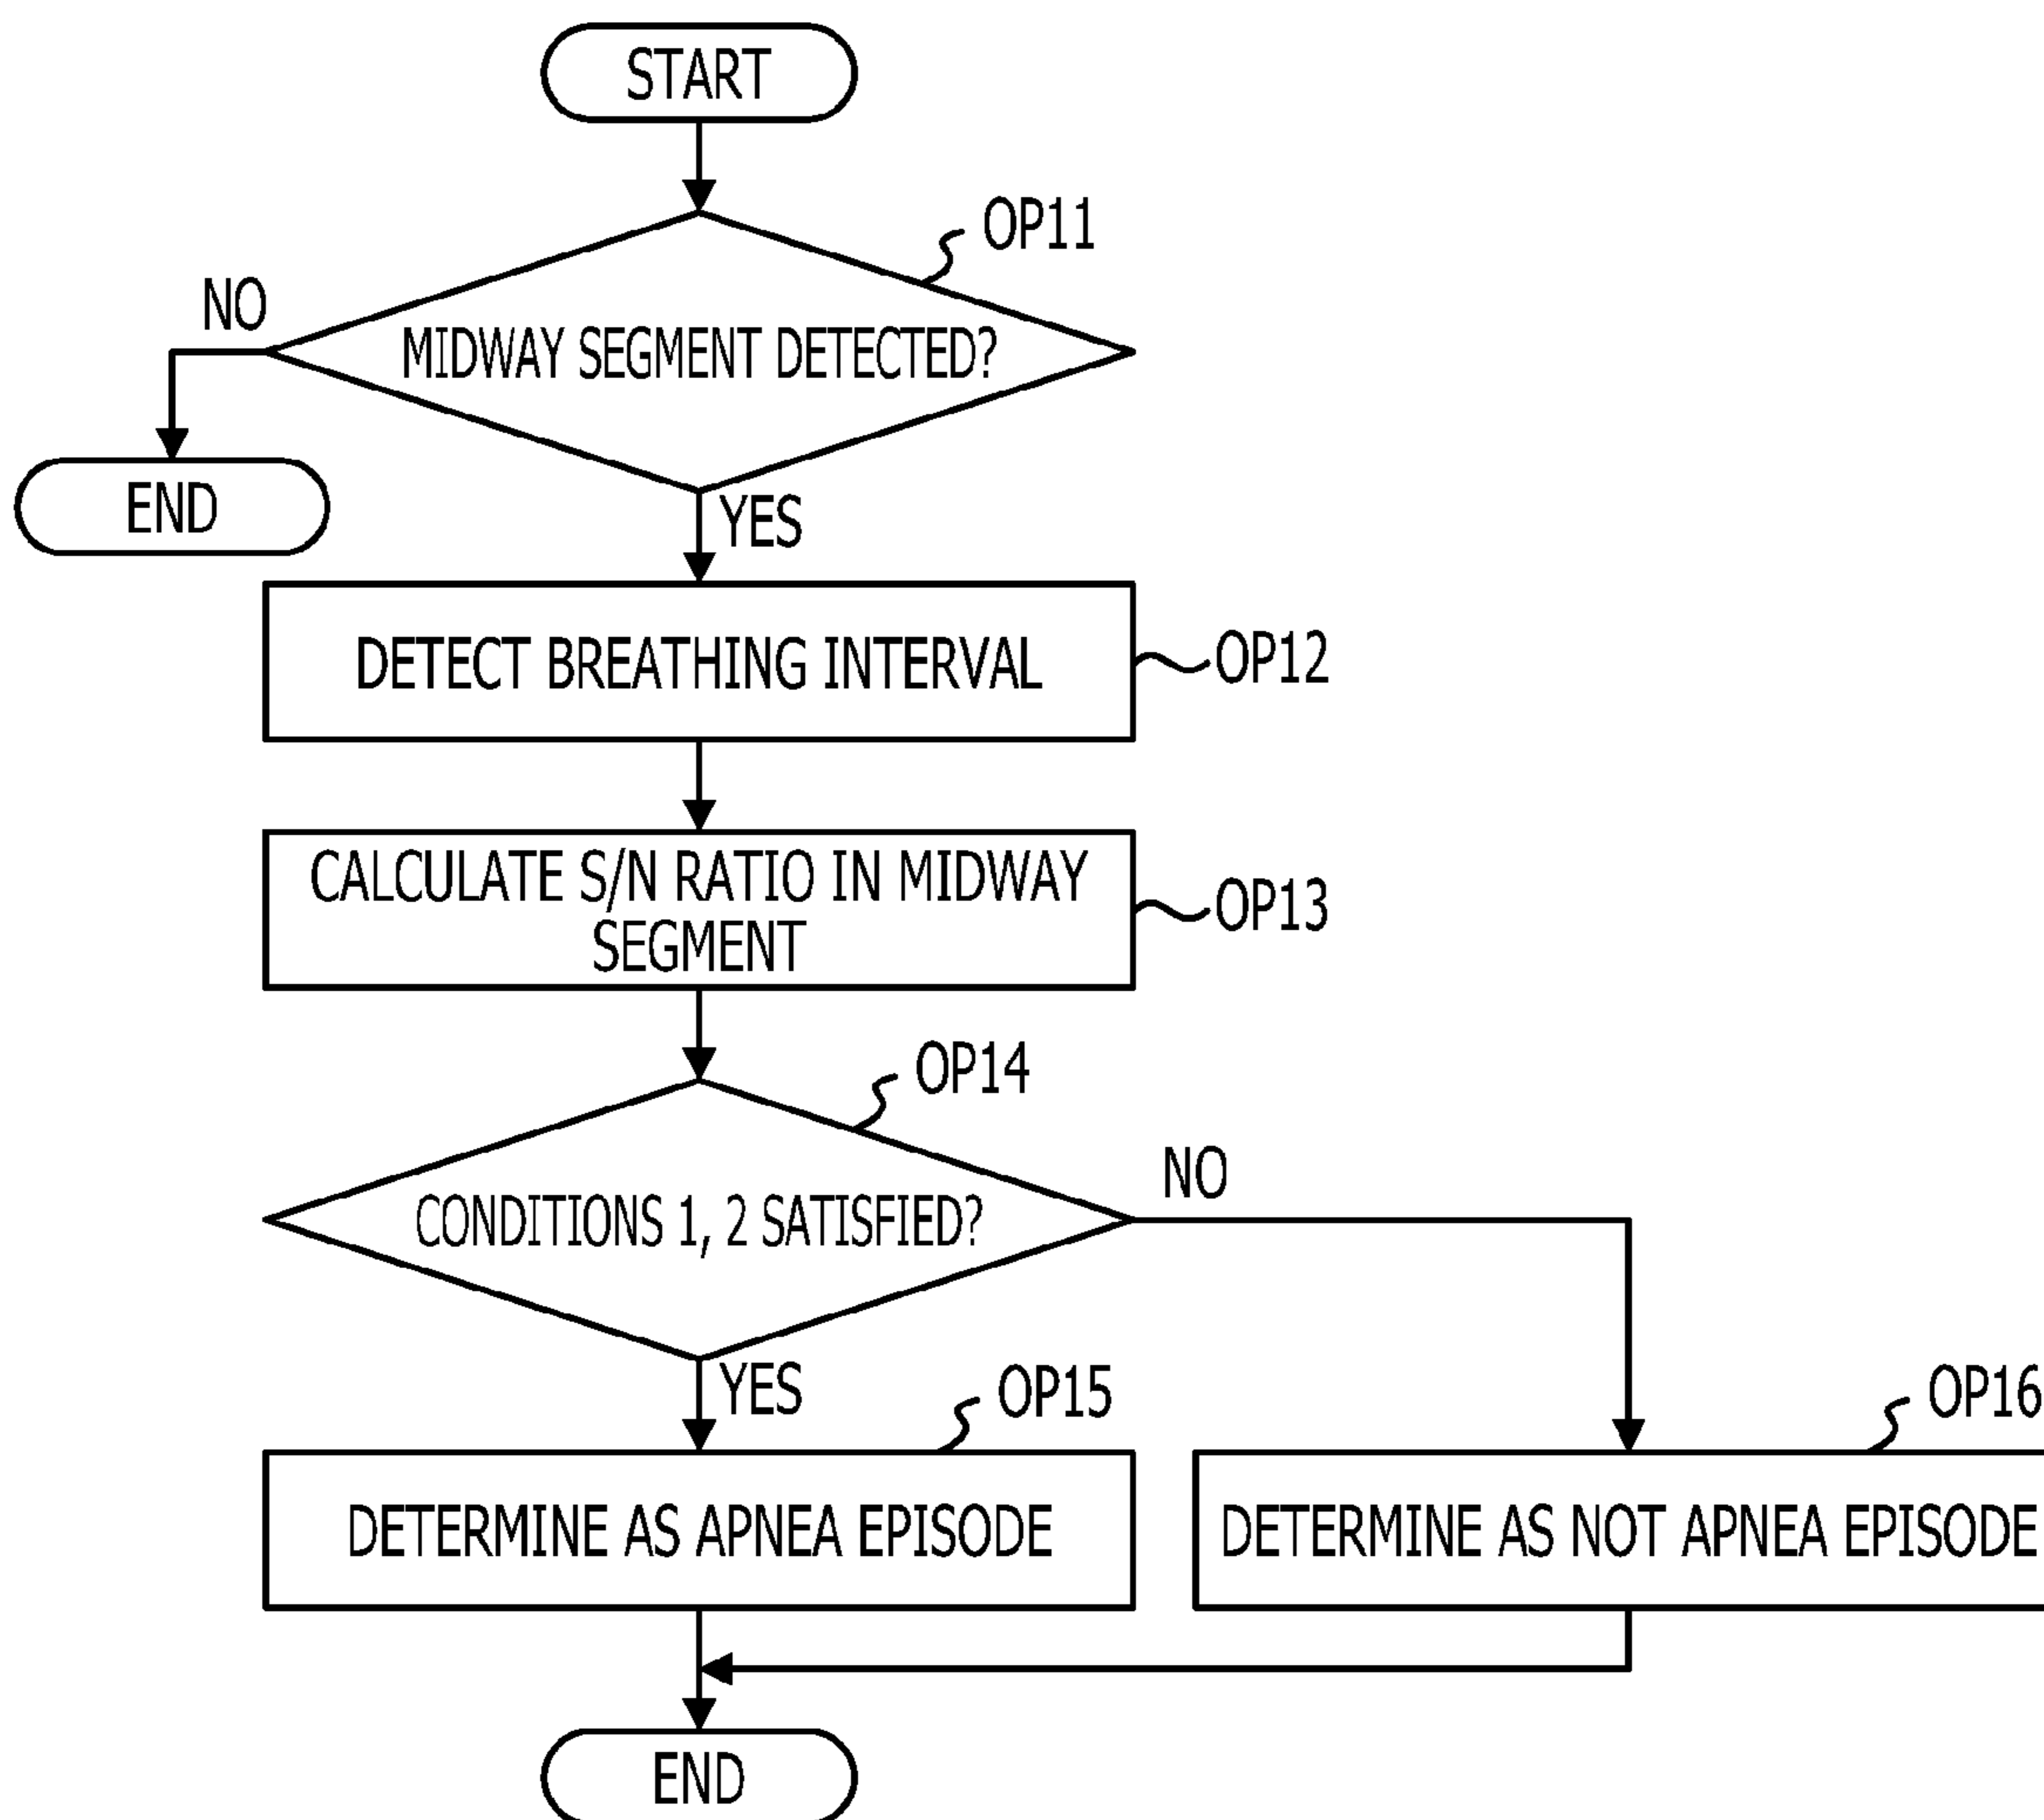 START
OP11
NO
MIDWAY SEGMENT DETECTED?
END
YES
DETECT BREATHING INTERVAL
OP12
CALCULATE S/N RATIO IN MIDWAY
SEGMENT
OP13
OP14
NO
CONDITIONS 1, 2 SATISFIED?
YES
OP15
OP16
DETERMINE AS APNEA EPISODE
DETERMINE AS NOT APNEA EPISODE
END